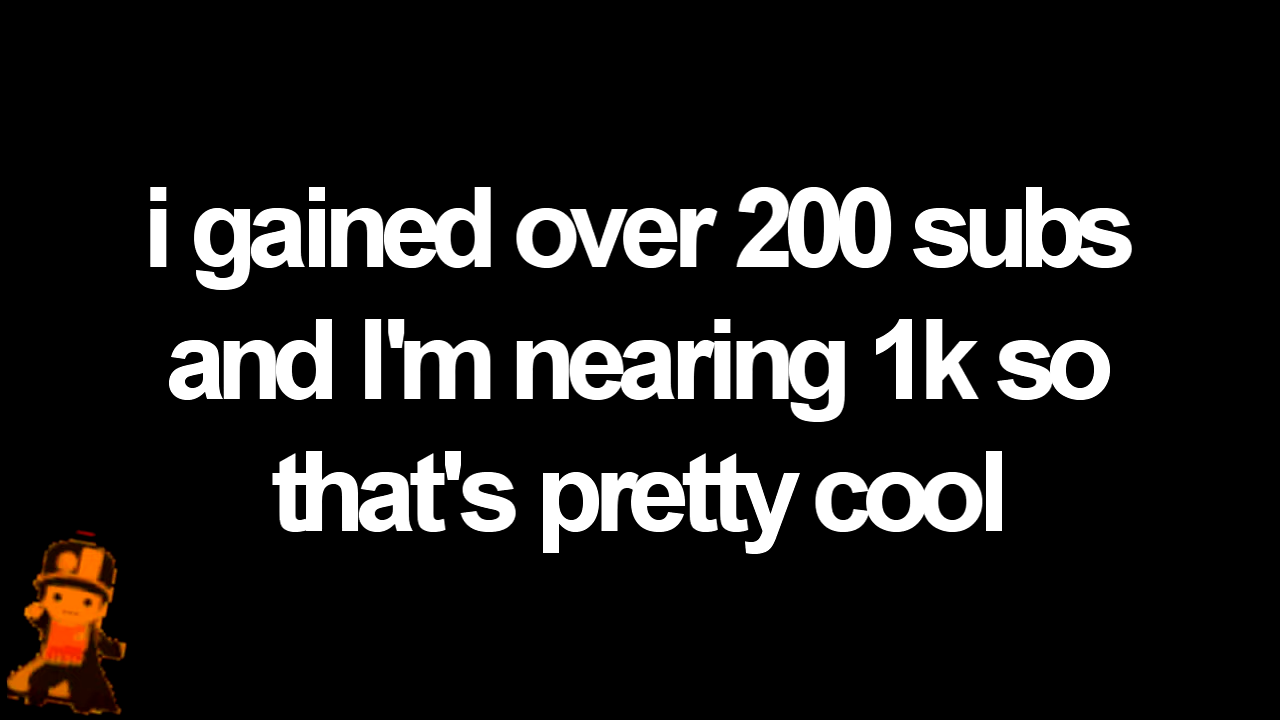 i gained over 200 subs
and I'm nearing 1k so
that's pretty cool